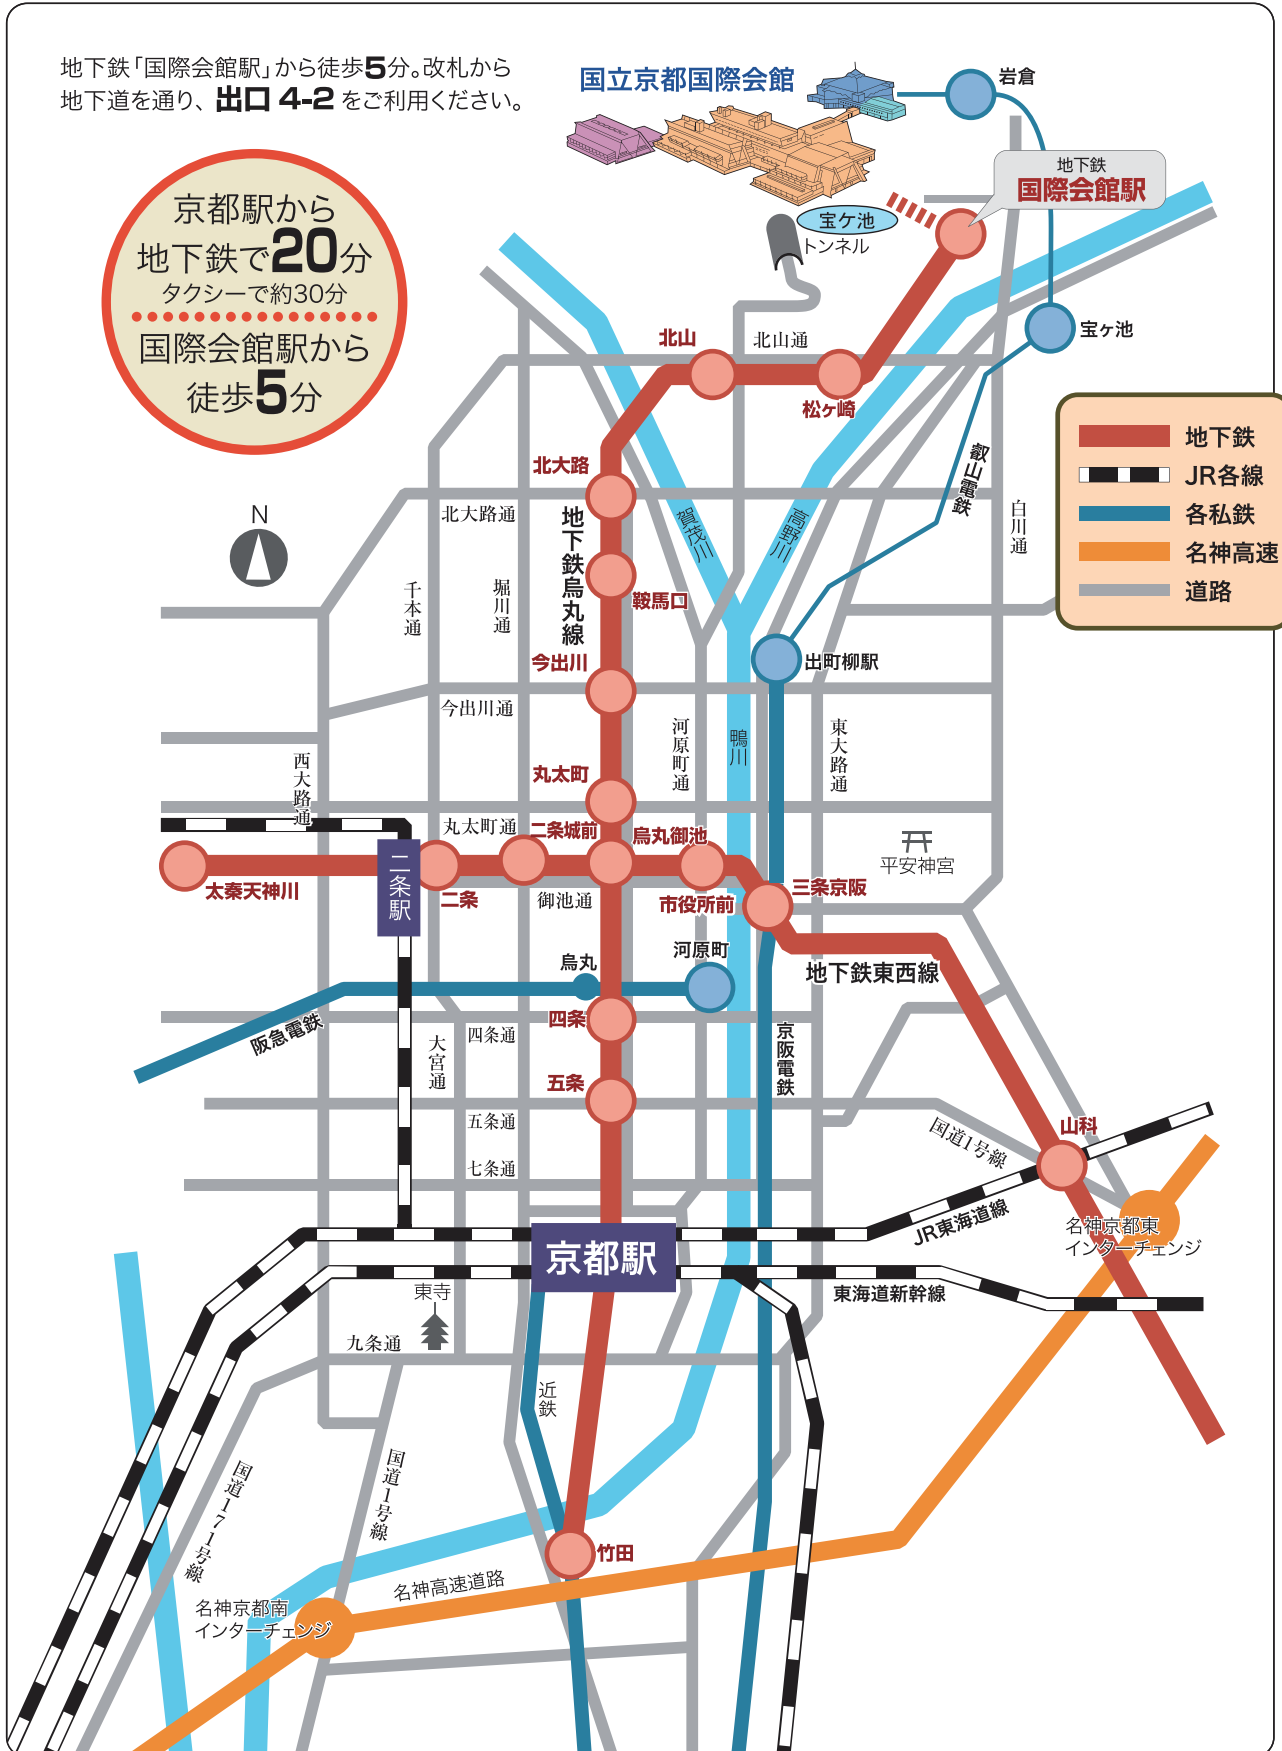 地下鉄「国際会館駅」から徒歩5分。改札から
地下道を通り、出口 4-2 をご利用ください。
国立京都国際会館
岩倉
地下鉄
国際会館駅
京都駅から
地下鉄で20分
タクシーで約30分
国際会館駅から
徒歩5分
宝ケ池
トンネル
宝ヶ池
北山
北山通
松ヶ崎
地下鉄
JR各線
各私鉄
名神高速
道路
北大路
北大路通
地下鉄烏丸線
賀茂川
高野川
叡山電鉄
白川通
N
千本通
堀川通
鞍馬口
今出川
出町柳駅
今出川通
河原町通
鴨川
東大路通
西大路通
丸太町
丸太町通
二条城前
烏丸御池
平安神宮
二条駅
太秦天神川
二条
御池通
市役所前
三条京阪
烏丸
河原町
地下鉄東西線
阪急電鉄
四条
四条通
大宮通
京阪電鉄
五条
五条通
国道1号線
山科
七条通
JR東海道線
名神京都東
インターチェンジ
京都駅
東寺
東海道新幹線
九条通
近鉄
国道171号線
国道1号線
竹田
名神高速道路
名神京都南
インターチェンジ